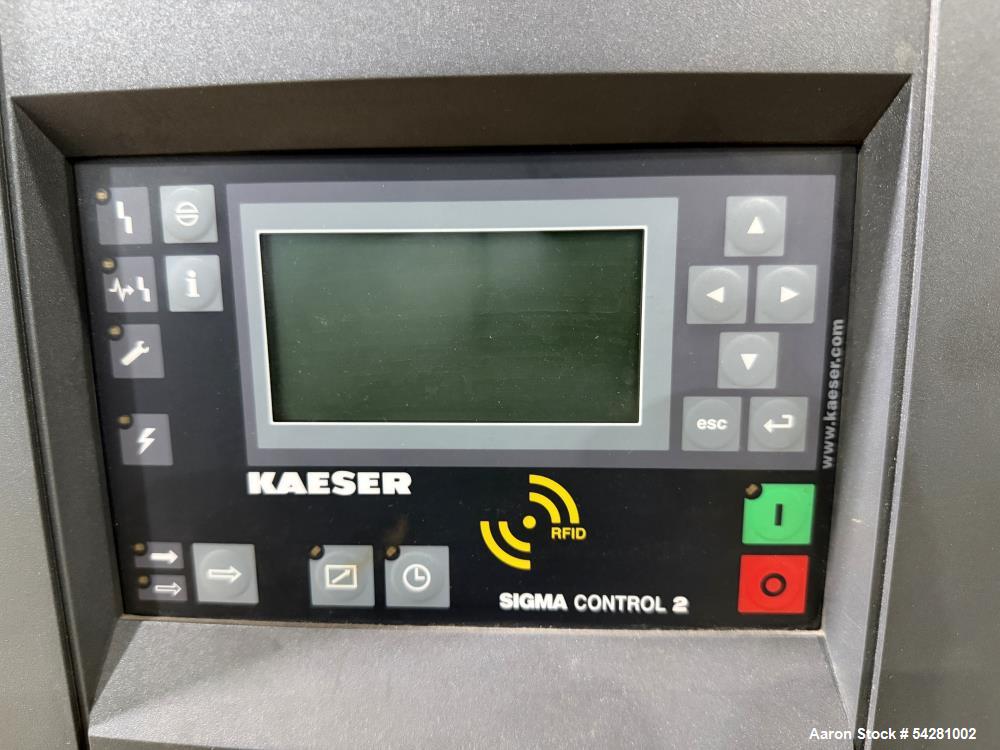 i
esc
www.kaeser.com
KAESER
RFID
I
O
SIGMA CONTROL 2
Aaron Stock # 54281002